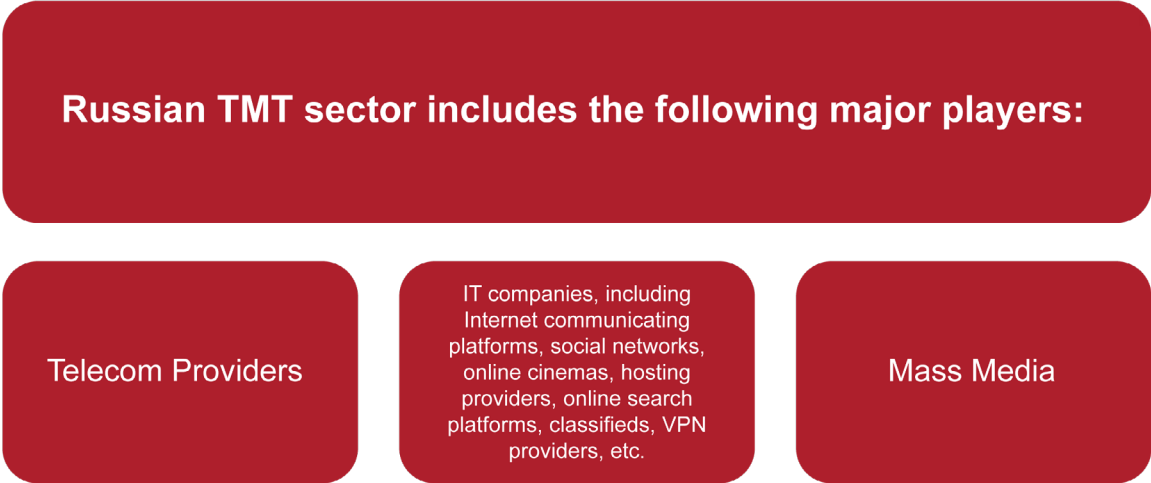 Russian TMT sector includes the following major players:
Telecom Providers
IT companies, including
Internet communicating
platforms, social networks,
online cinemas, hosting
providers, online search
platforms, classifieds, VPN
providers, etc.
Mass Media